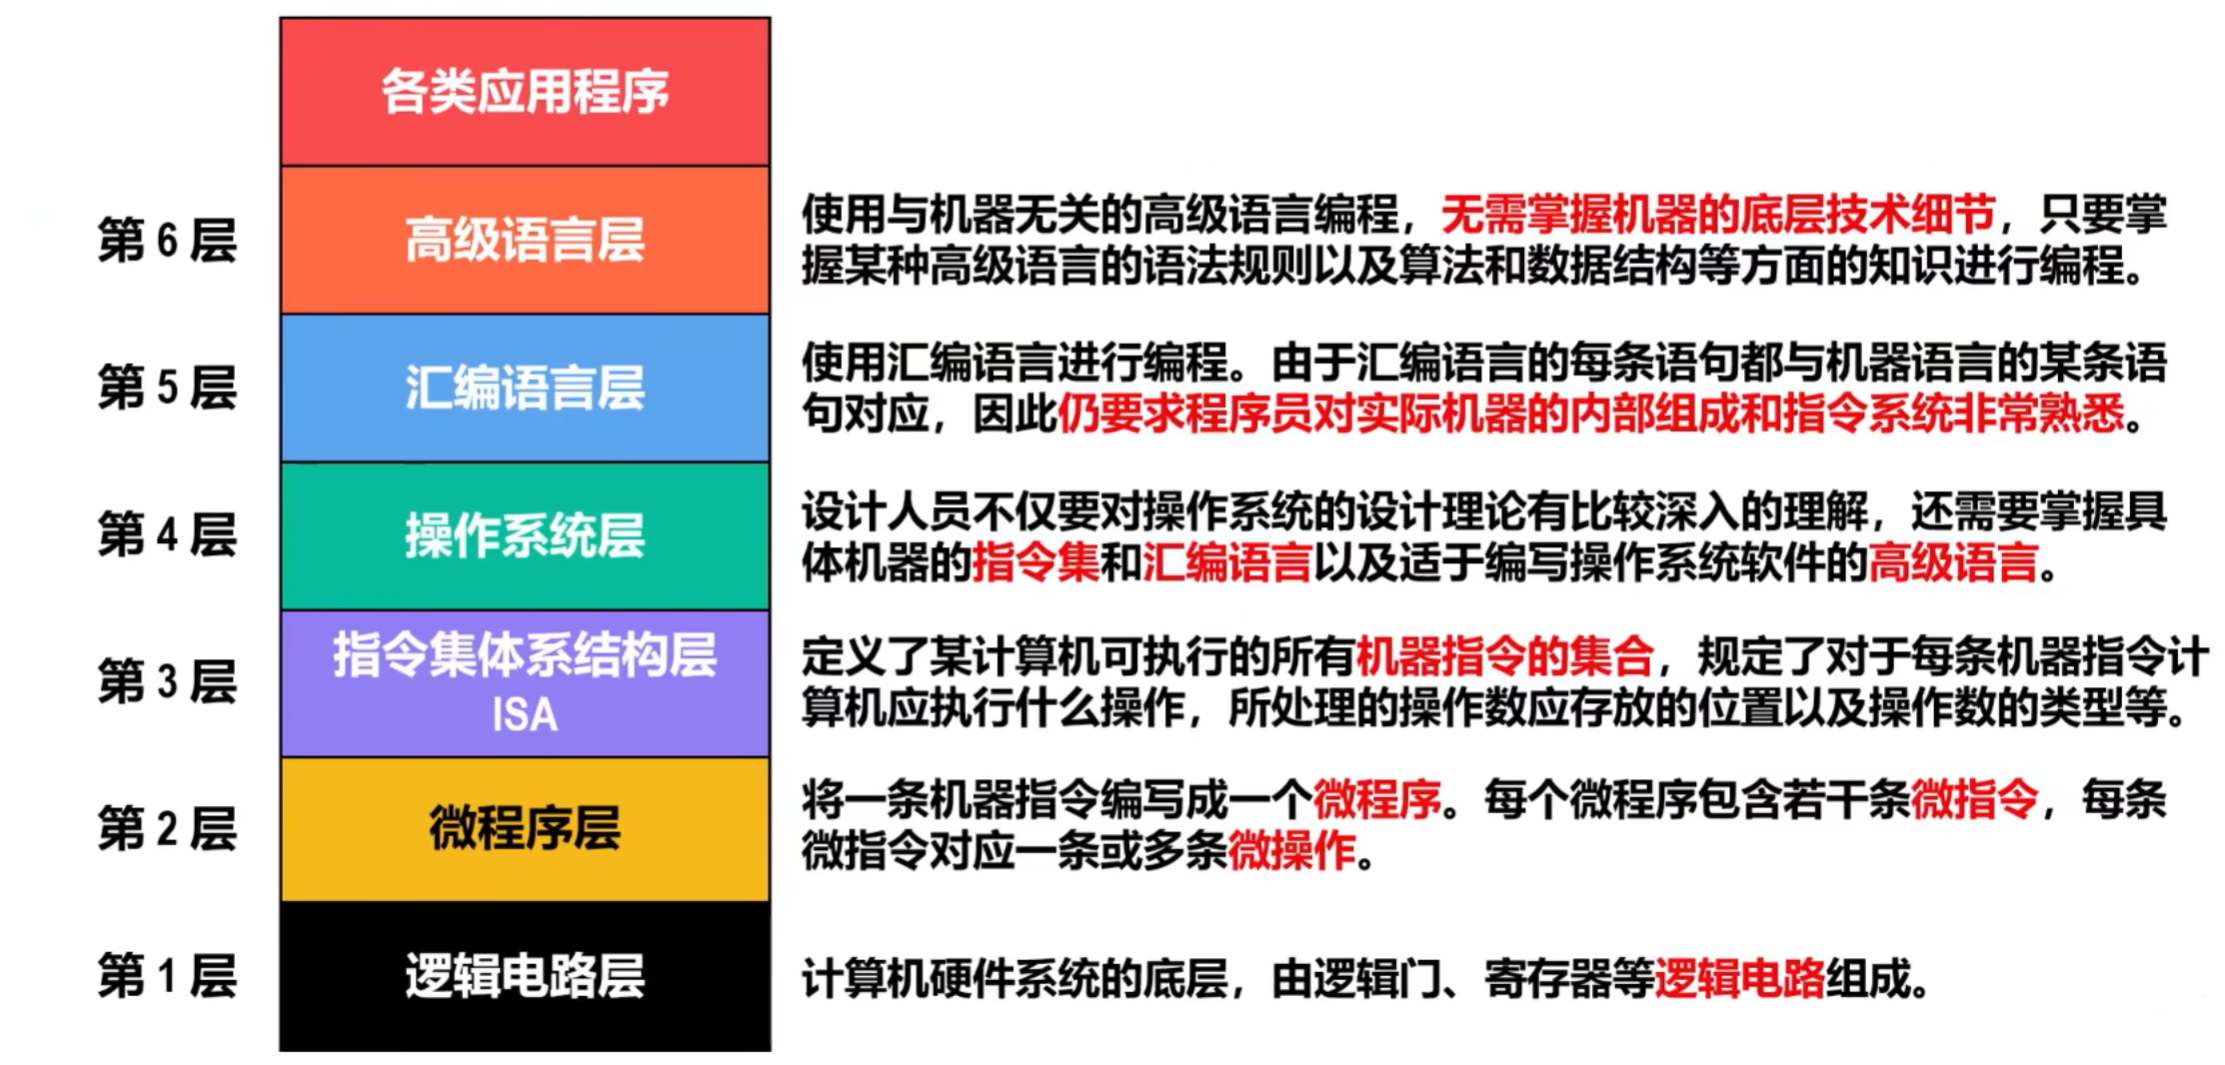 各类应用程序
第 6 层
高级语言层
使用与机器无关的高级语言编程，无需掌握机器的底层技术细节，只要掌
握某种高级语言的语法规则以及算法和数据结构等方面的知识进行编程。
第 5 层
汇编语言层
使用汇编语言进行编程。由于汇编语言的每条语句都与机器语言的某条语
句对应，因此仍要求程序员对实际机器的内部组成和指令系统非常熟悉。
第 4 层
操作系统层
设计人员不仅要对操作系统的设计理论有比较深入的理解，还需要掌握具
体机器的指令集和汇编语言以及适于编写操作系统软件的高级语言。
第 3 层
指令集体系结构层
ISA
定义了某计算机可执行的所有机器指令的集合，规定了对于每条机器指令计
算机应执行什么操作，所处理的操作数应存放的位置以及操作数的类型等。
第 2 层
微程序层
将一条机器指令编写成一个微程序。每个微程序包含若干条微指令，每条
微指令对应一条或多条微操作。
第 1 层
逻辑电路层
计算机硬件系统的底层，由逻辑门、寄存器等逻辑电路组成。